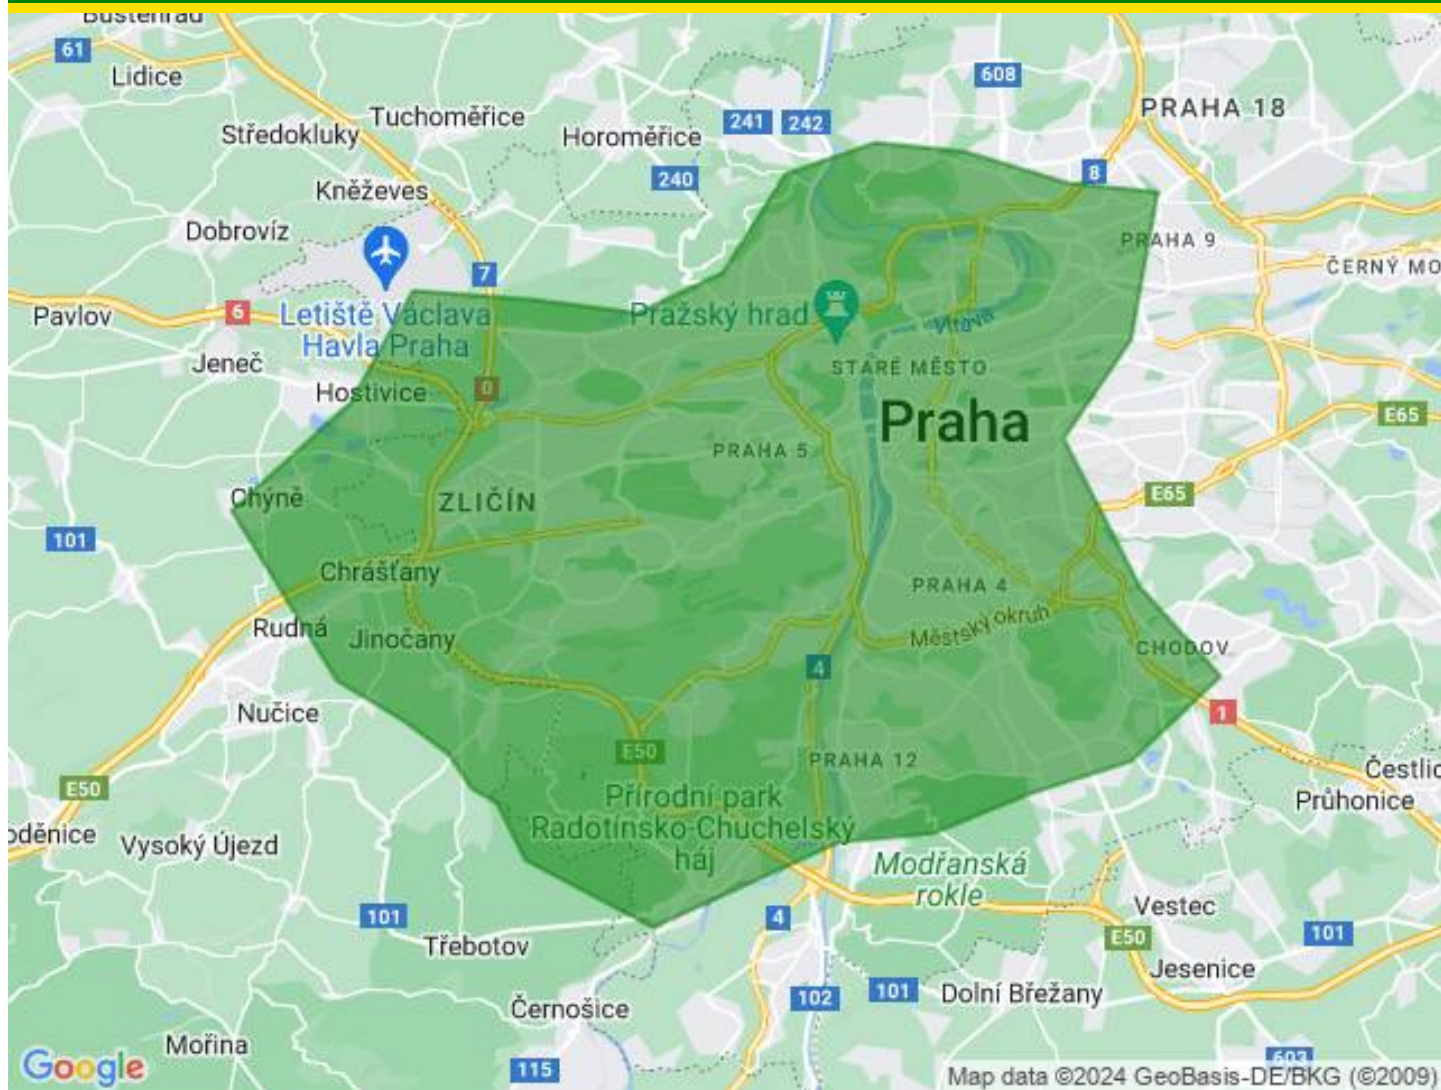 Buštěhrad
61
Lidice
608
PRAHA 18
Tuchoměřice
Středokluky
Horoměřice
241
242
240
8
Kněževes
Dobrovíz
PRAHA 9
7
ČERNÝ MO
Pavlov
6
Letiště Václava
Havla Praha
Pražský hrad
Vltava
Jeneč
STARÉ MĚSTO
0
Hostivice
Praha
E65
PRAHA 5
Chýně
ZLIČÍN
E65
101
Chrášťany
PRAHA 4
Městský okruh
Rudná
Jinočany
CHODOV
4
Nučice
1
E50
PRAHA 12
Čestlic
E50
Přírodní park
Radotínsko-Chuchelský
háj
Průhonice
oděnice
Vysoký Újezd
Modřanská
rokle
101
4
Vestec
Třebotov
E50
101
Jesenice
102
101
Dolní Břežany
Černošice
Mořina
603
Google
115
Map data ©2024 GeoBasis-DE/BKG (©2009)